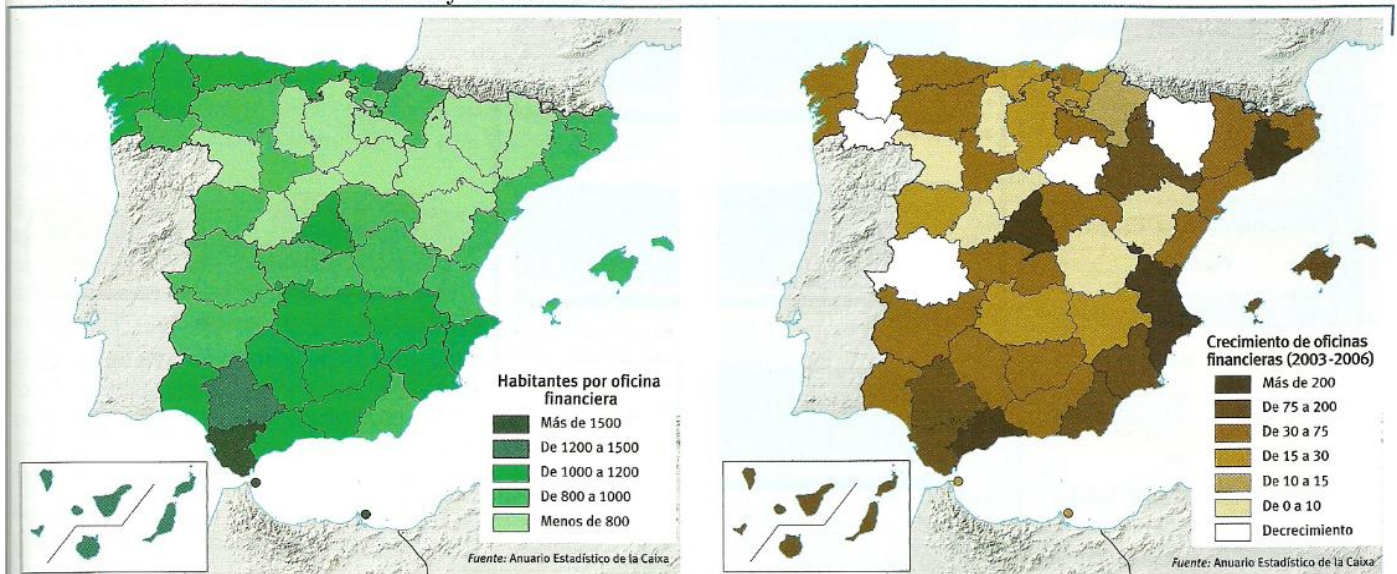 Habitantes por oficina
financiera
Más de 1500
De 1200 a 1500
De 1000 a 1200
De 800 a 1000
Menos de 800
Fuente: Anuario Estadístico de la Caixa
Crecimiento de oficinas
financieras (2003-2006)
Más de 200
De 75 a 200
De 30 a 75
De 15 a 30
De 10 a 15
De 0 a 10
Decrecimiento
Fuente: Anuario Estadístico de la Caixa